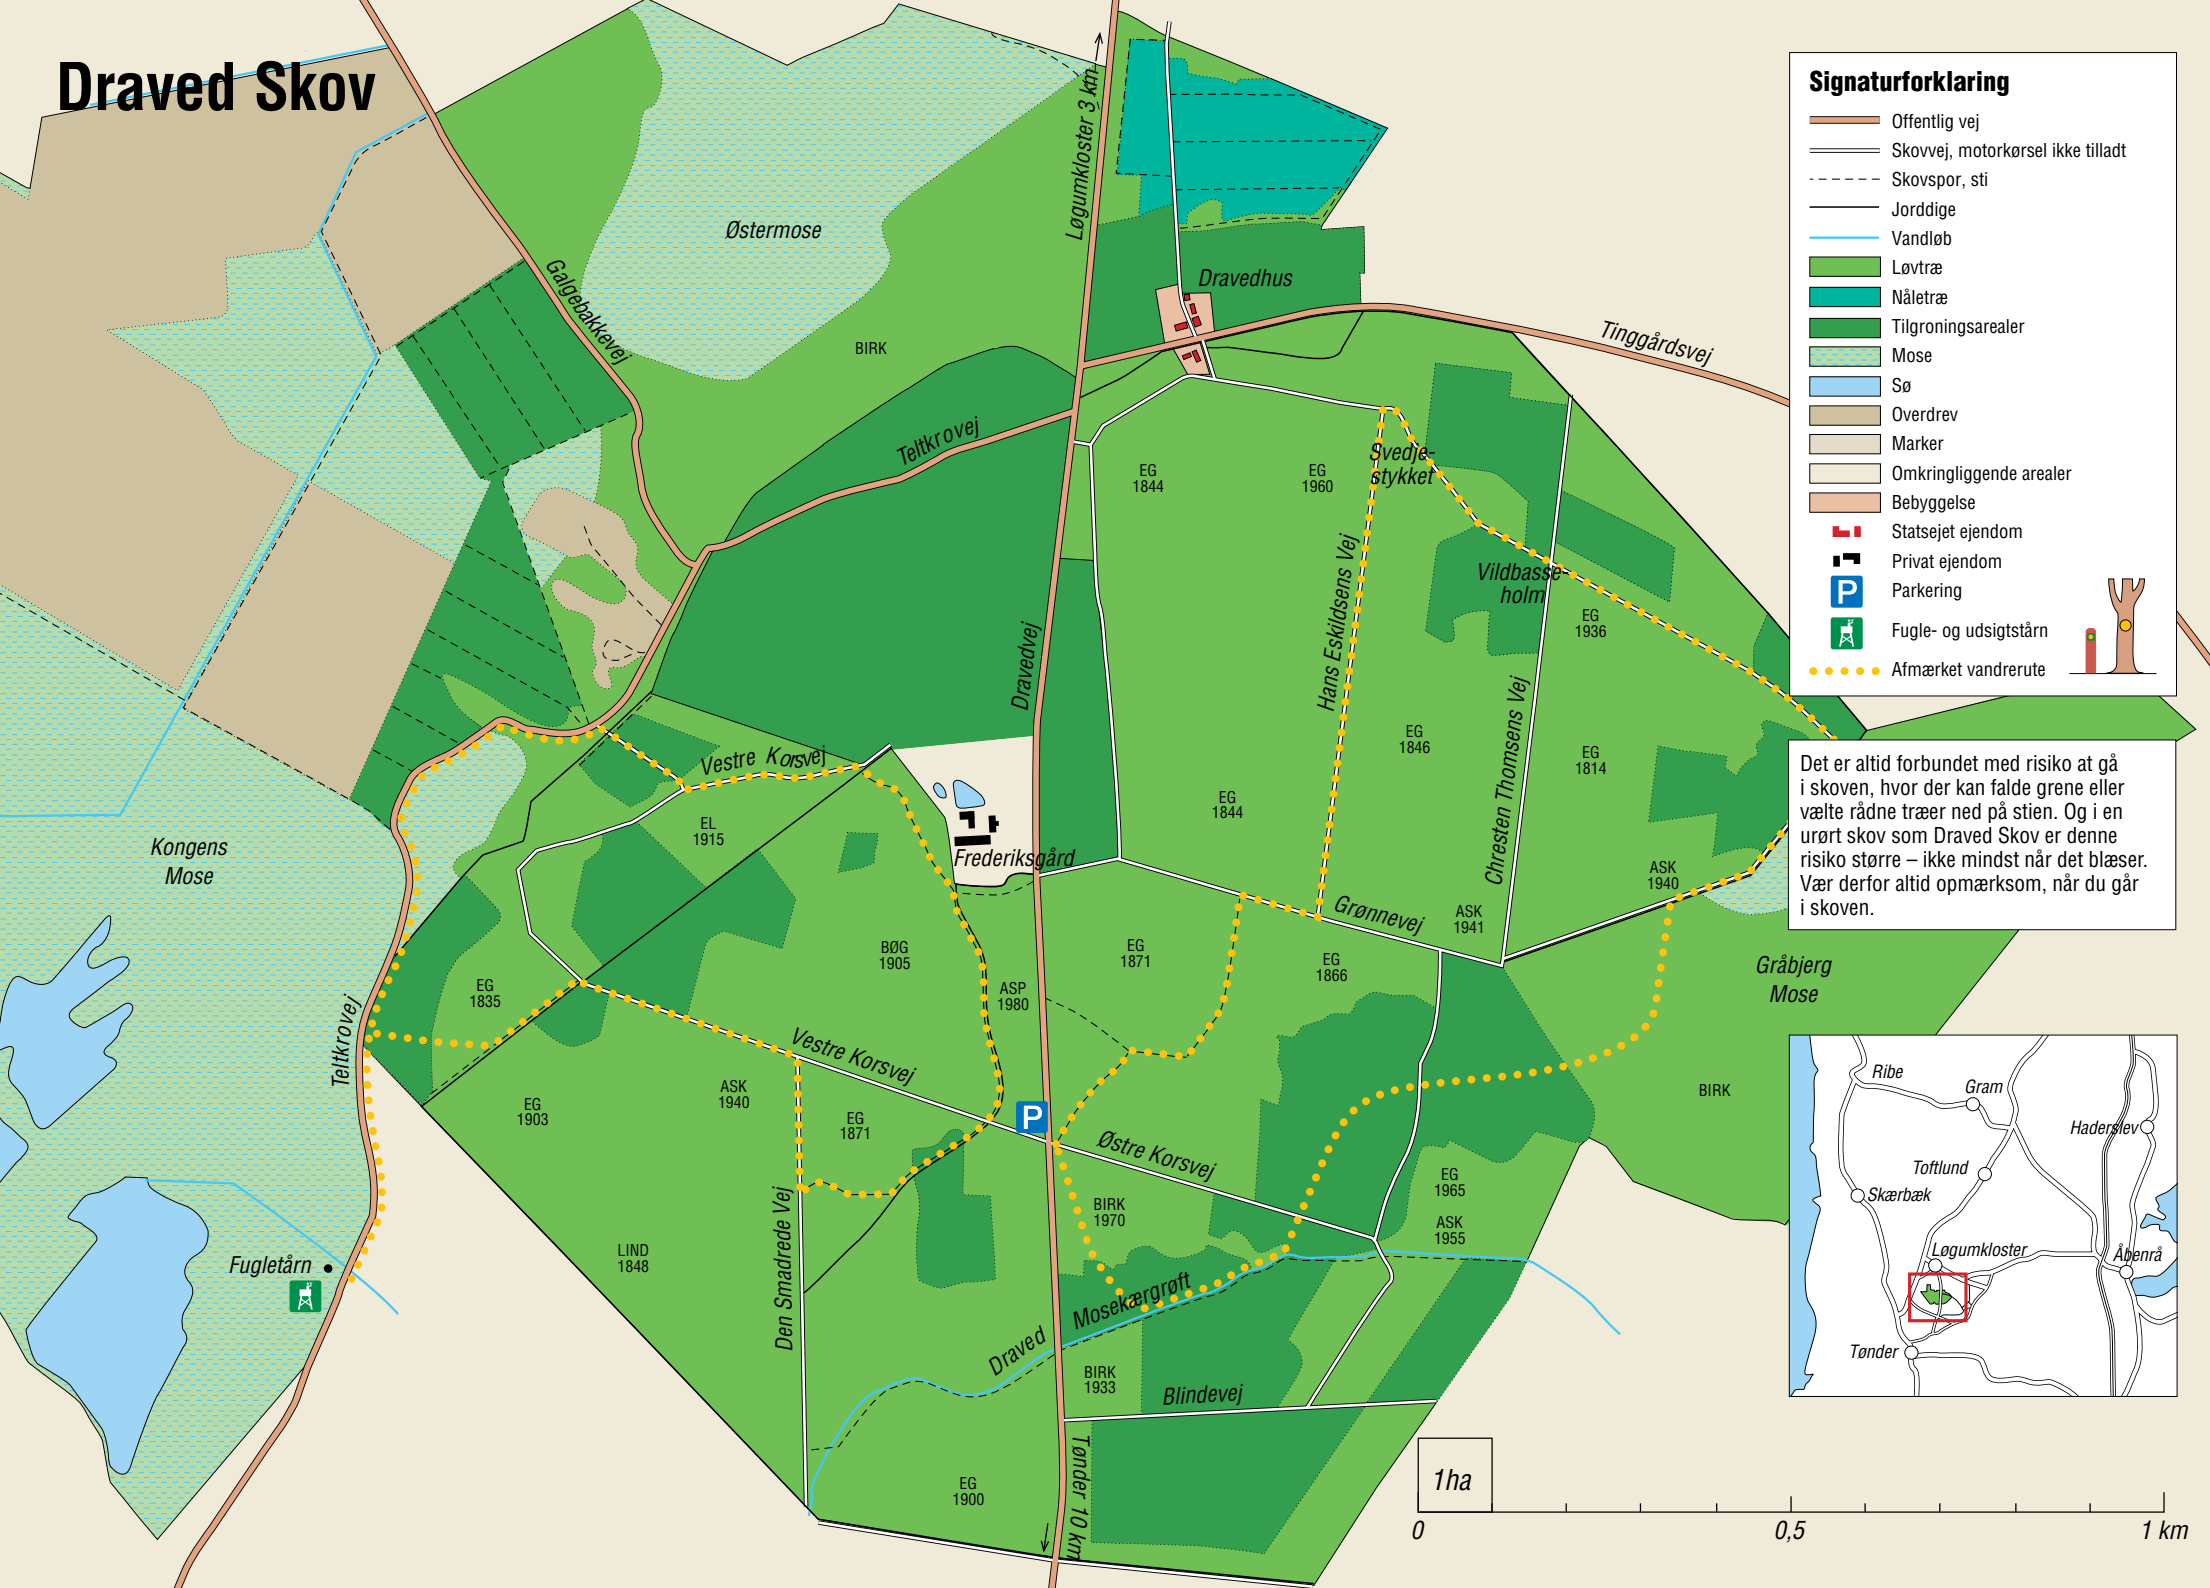 Draved Skov
Løgumkloster 3 km
Østermose
Galgebakkevej
BIRK
Dravedhus
Tinggårdsvej
Teltkrovej
EG
1844
EG
1960
Svedje-
stykket
Hans Eskildsens Vej
Vildbasse-
holm
EG
1936
Dravedvej
Vestre Korsvej
EG
1846
EG
1814
Chresten Thomsens Vej
EG
1844
EL
1915
Kongens
Mose
Frederiksgård
ASK
1940
Grønnevej
ASK
1941
BØG
1905
EG
1871
EG
1866
EG
1835
ASP
1980
Gråbjerg
Mose
Teltkrovej
Vestre Korsvej
ASK
1940
EG
1903
EG
1871
P
Østre Korsvej
BIRK
EG
1965
BIRK
1970
ASK
1955
Fugletårn
LIND
1848
Den Smadrede Vej
Draved
Mosekærgrøft
BIRK
1933
Blindevej
EG
1900
Tønder 10 km
Signaturforklaring
Offentlig vej
Skovvej, motorkørsel ikke tilladt
Skovspor, sti
Jorddige
Vandløb
Løvtræ
Nåletræ
Tilgroningsarealer
Mose
Sø
Overdrev
Marker
Omkringliggende arealer
Bebyggelse
Statsejet ejendom
Privat ejendom
P Parkering
Fugle- og udsigtstårn
Afmærket vandrerute
Det er altid forbundet med risiko at gå
i skoven, hvor der kan falde grene eller
vælte rådne træer ned på stien. Og i en
urørt skov som Draved Skov er denne
risiko større – ikke mindst når det blæser.
Vær derfor altid opmærksom, når du går
i skoven.
Ribe
Gram
Haderslev
Toftlund
Skærbæk
Løgumkloster
Åbenrå
Tønder
1ha
0
0,5
1 km